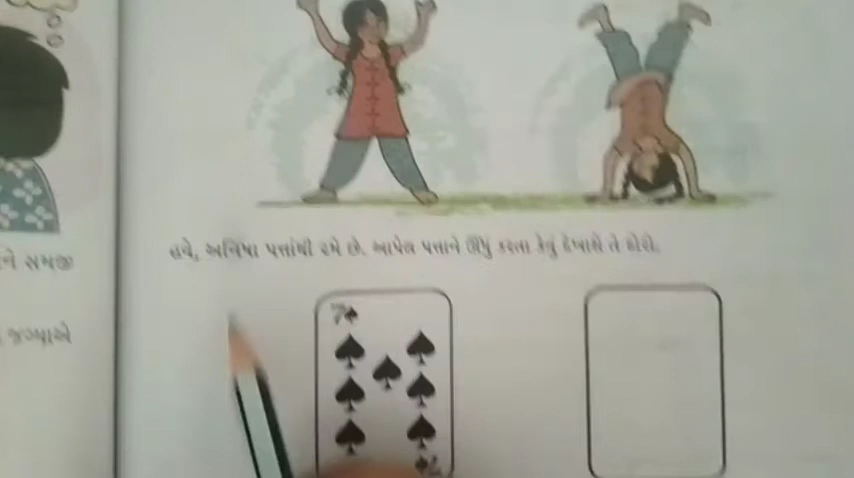 ને સમજી
હવે, અનિષા પત્તાંથી રમે છે. આપેલ પત્તાને ઊંધું કરતા કેવું દેખાશે તે દોરો.
જગ્યાએ
7
7